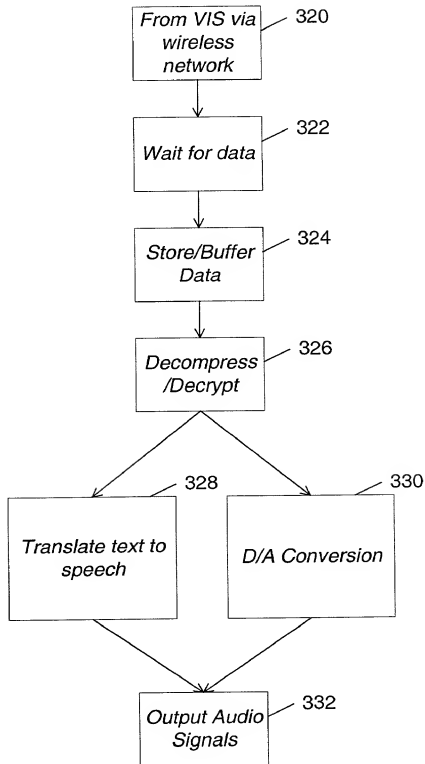 From VIS via
wireless
network
320
Wait for data
322
Store/Buffer
Data
324
Decompress
/Decrypt
326
Translate text to
speech
328
D/A Conversion
330
Output Audio
Signals
332